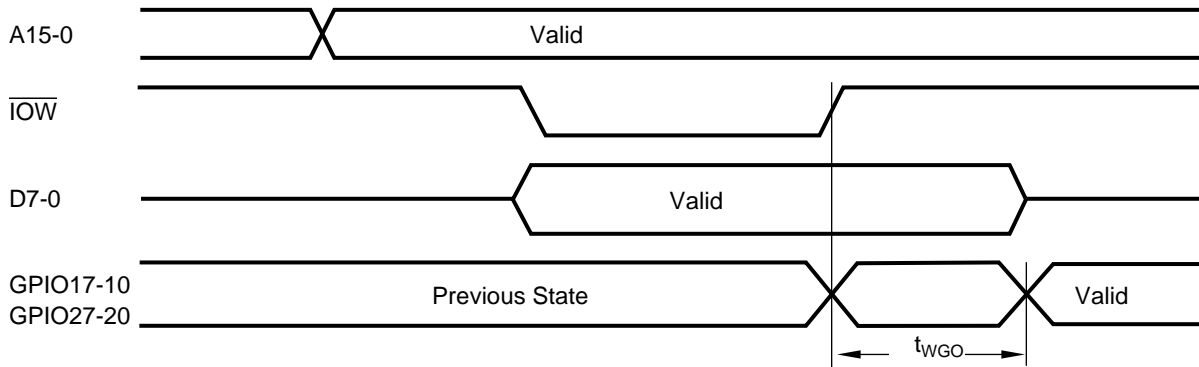 A15-0
Valid
IOW
D7-0
Valid
GPIO17-10
GPIO27-20
Previous State
Valid
tWGO